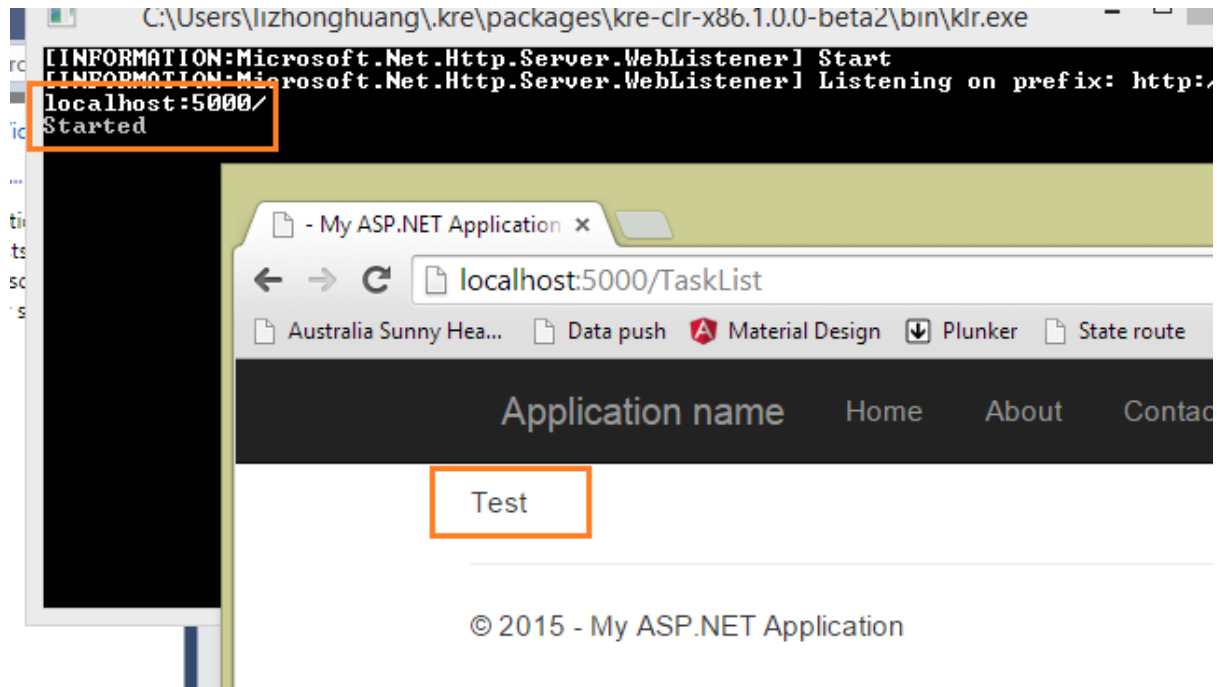 C:\Users\lizhonghuang\.kre\packages\kre-clr-x86.1.0.0-beta2\bin\klr.exe
[INFORMATION:Microsoft.Net.Http.Server.WebListener] Start
[INFORMATION:Microsoft.Net.Http.Server.WebListener] Listening on prefix: http:/
localhost:5000/
Started
- My ASP.NET Application
localhost:5000/TaskList
Australia Sunny Hea... Data push Material Design Plunker State route
Application name Home About Contac
Test
© 2015 - My ASP.NET Application